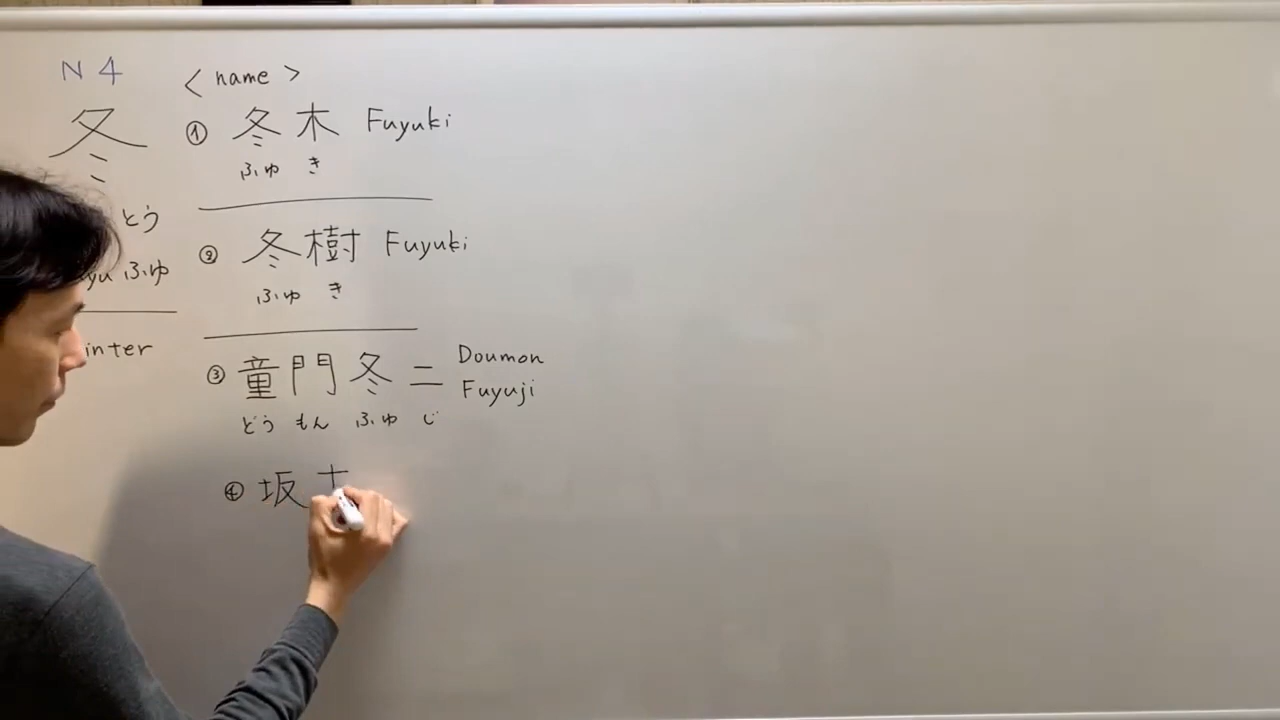 N4
冬
とう
yu ふゆ
inter
<name>
① 冬木 Fuyuki
ふゆ き
② 冬樹 Fuyuki
ふゆ き
③ 童門冬二 Doumon Fuyuji
どう もん ふゆ じ
④ 坂